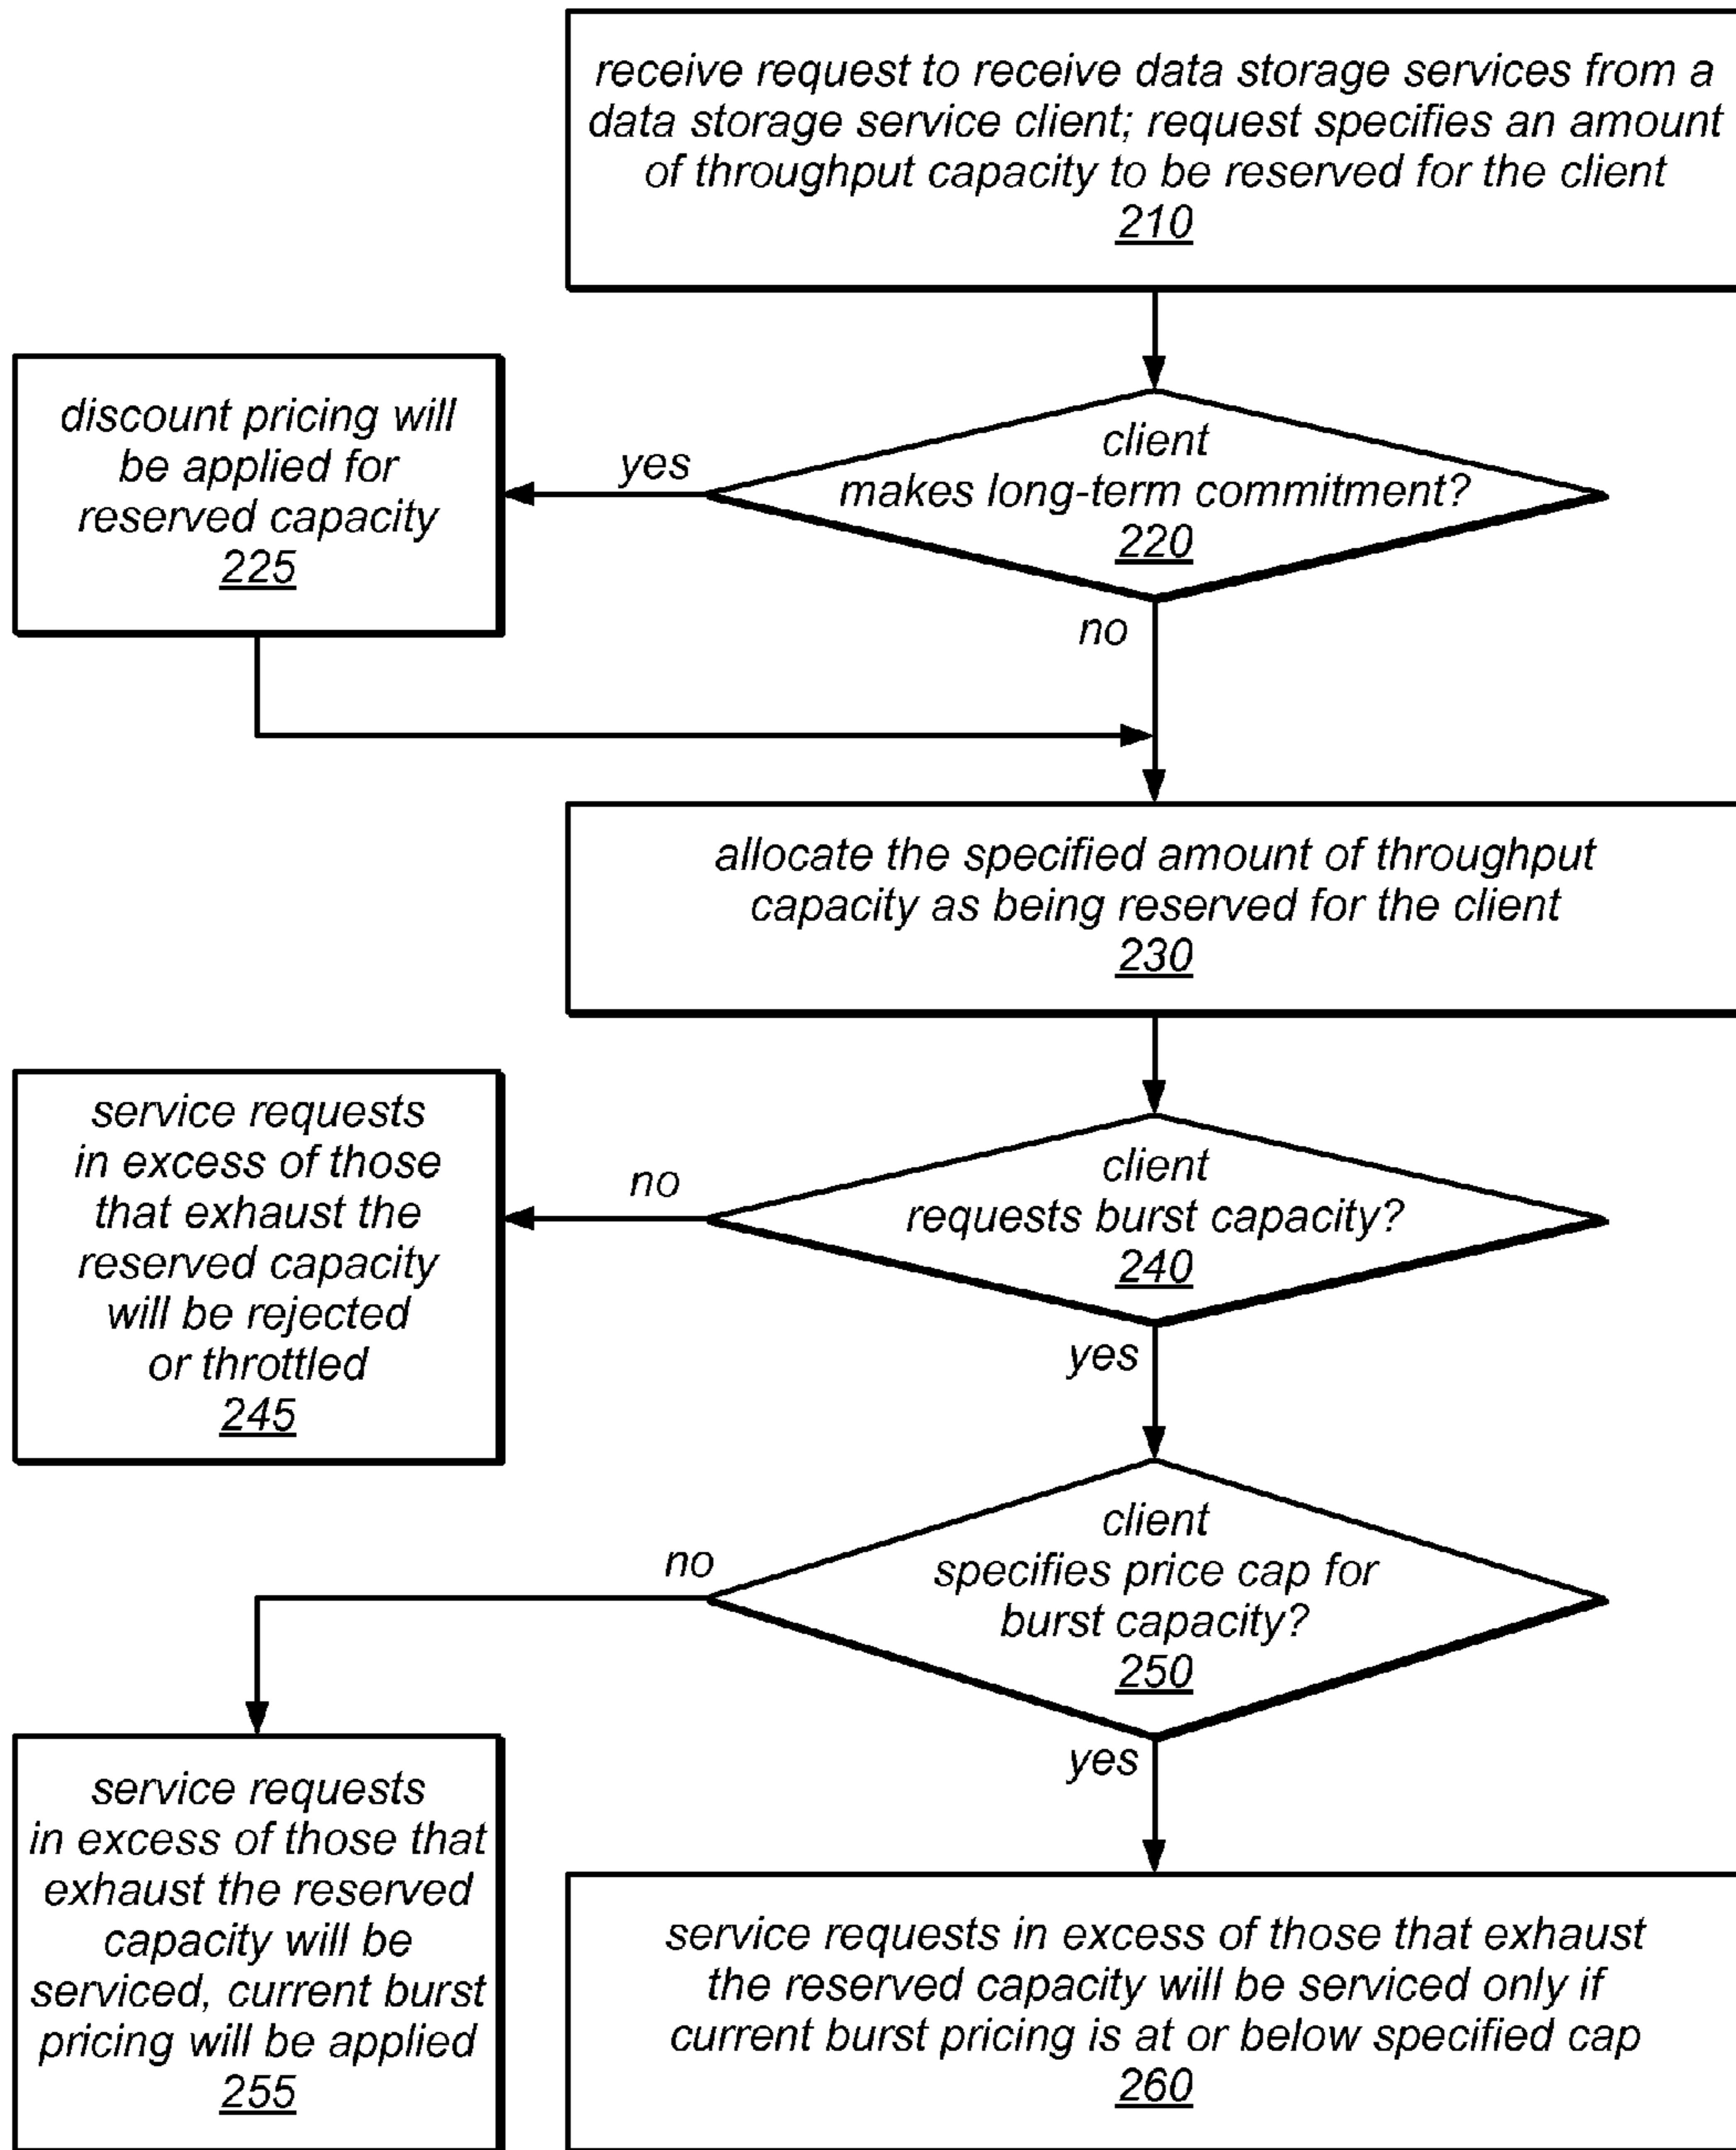 receive request to receive data storage services from a
data storage service client; request specifies an amount
of throughput capacity to be reserved for the client
210
client
makes long-term commitment?
220
yes
discount pricing will
be applied for
reserved capacity
225
no
allocate the specified amount of throughput
capacity as being reserved for the client
230
client
requests burst capacity?
240
no
service requests
in excess of those
that exhaust the
reserved capacity
will be rejected
or throttled
245
yes
client
specifies price cap for
burst capacity?
250
no
service requests
in excess of those that
exhaust the reserved
capacity will be
serviced, current burst
pricing will be applied
255
yes
service requests in excess of those that exhaust
the reserved capacity will be serviced only if
current burst pricing is at or below specified cap
260